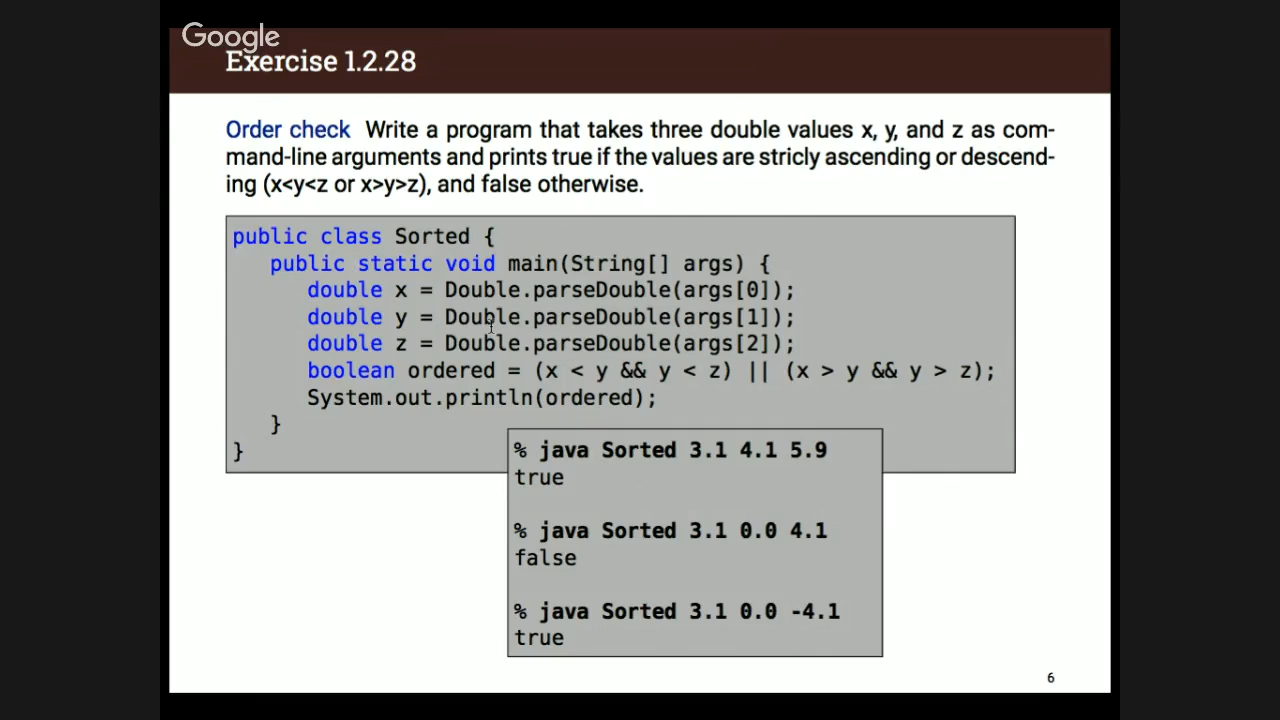 Google
Exercise 1.2.28
Order check Write a program that takes three double values x, y, and z as com-
mand-line arguments and prints true if the values are stricly ascending or descend-
ing (x<y<z or x>y>z), and false otherwise.
public class Sorted {
   public static void main(String[] args) {
      double x = Double.parseDouble(args[0]);
      double y = Double.parseDouble(args[1]);
      double z = Double.parseDouble(args[2]);
      boolean ordered = (x < y && y < z) || (x > y && y > z);
      System.out.println(ordered);
   }
}
% java Sorted 3.1 4.1 5.9
true
% java Sorted 3.1 0.0 4.1
false
% java Sorted 3.1 0.0 -4.1
true
6